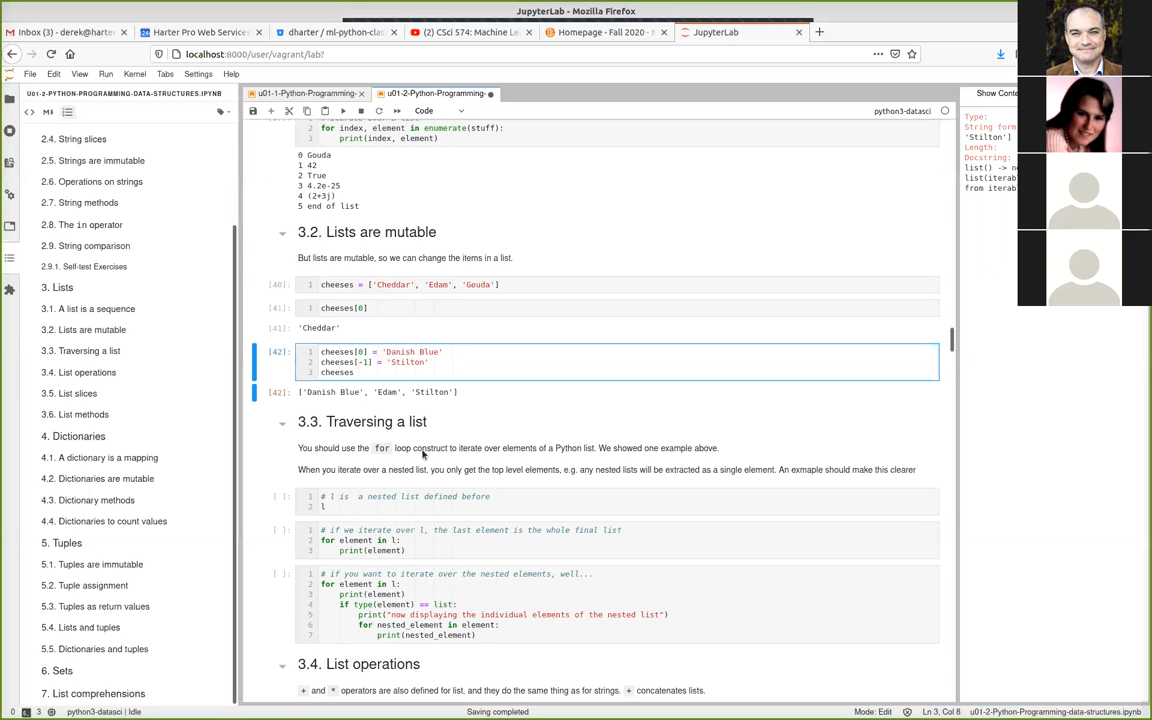 JupyterLab - Mozilla Firefox
Inbox (3) - derek@harte
Harter Pro Web Services
dharter / ml-python-clas
(2) CSci 574: Machine Le
Homepage - Fall 2020 -
JupyterLab
localhost:8000/user/vagrant/lab?
File Edit View Run Kernel Tabs Settings Help
U01-2-PYTHON-PROGRAMMING-DATA-STRUCTURES.IPYNB
2.4. String slices
2.5. Strings are immutable
2.6. Operations on strings
2.7. String methods
2.8. The in operator
2.9. String comparison
2.9.1. Self-test Exercises
3. Lists
3.1. A list is a sequence
3.2. Lists are mutable
3.3. Traversing a list
3.4. List operations
3.5. List slices
3.6. List methods
4. Dictionaries
4.1. A dictionary is a mapping
4.2. Dictionaries are mutable
4.3. Dictionary methods
4.4. Dictionaries to count values
5. Tuples
5.1. Tuples are immutable
5.2. Tuple assignment
5.3. Tuples as return values
5.4. Lists and tuples
5.5. Dictionaries and tuples
6. Sets
7. List comprehensions
u01-1-Python-Programming-
u01-2-Python-Programming-
Code
python3-datasci
2 for index, element in enumerate(stuff):
3 print(index, element)
0 Gouda
1 42
2 True
3 4.2e-25
4 (2+3j)
5 end of list
3.2. Lists are mutable
But lists are mutable, so we can change the items in a list.
[40]: 1 cheeses = ['Cheddar', 'Edam', 'Gouda']
[41]: 1 cheeses[0]
[41]: 'Cheddar'
[42]: 1 cheeses[0] = 'Danish Blue'
2 cheeses[-1] = 'Stilton'
3 cheeses
[42]: ['Danish Blue', 'Edam', 'Stilton']
3.3. Traversing a list
You should use the for loop construct to iterate over elements of a Python list. We showed one example above.
When you iterate over a nested list, you only get the top level elements, e.g. any nested lists will be extracted as a single element. An exmaple should make this clearer
[ ]: 1 # l is a nested list defined before
2 l
[ ]: 1 # if we iterate over l, the last element is the whole final list
2 for element in l:
3 print(element)
[ ]: 1 # if you want to iterate over the nested elements, well...
2 for element in l:
3 print(element)
4 if type(element) == list:
5 print("now displaying the individual elements of the nested list")
6 for nested_element in element:
7 print(nested_element)
3.4. List operations
+ and * operators are also defined for list, and they do the same thing as for strings. + concatenates lists.
Show Conte
Type:
String form
'Stilton']
Length:
Docstring:
list() -> ne
list(iterab
from iterab
0 3 python3-datasci | Idle
Saving completed
Mode: Edit
Ln 3, Col 8
u01-2-Python-Programming-data-structures.ipynb